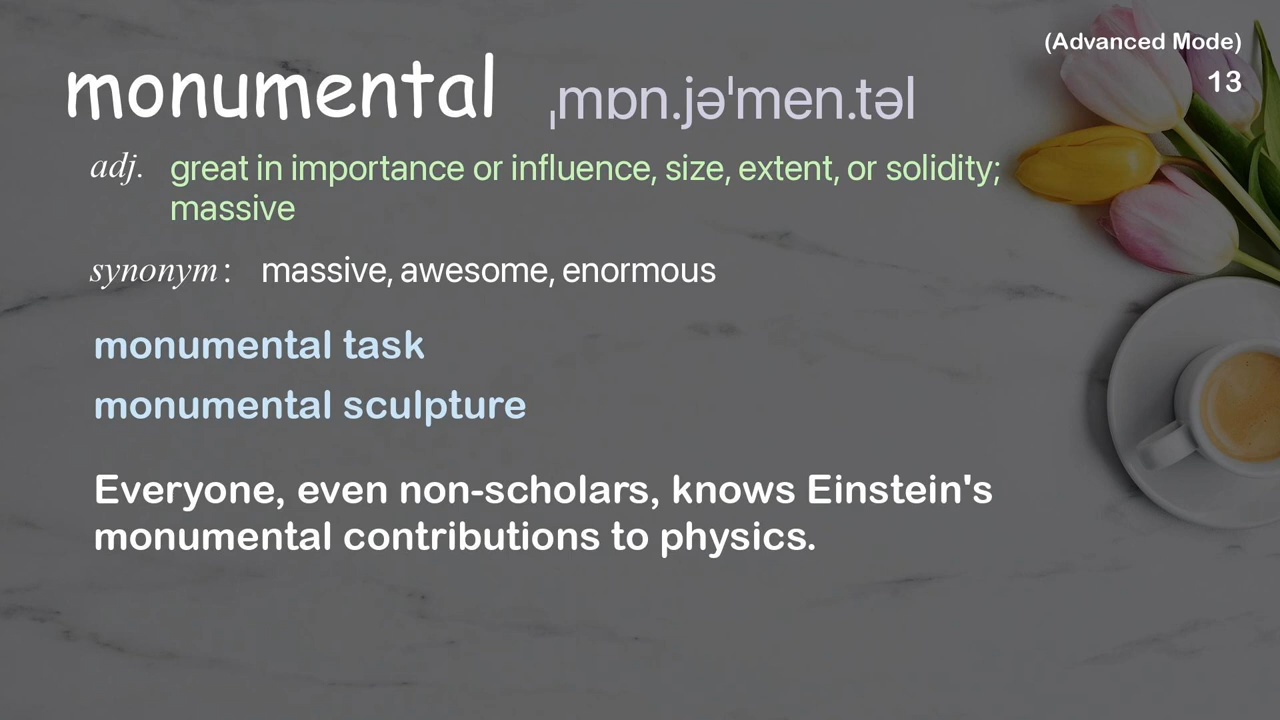 (Advanced Mode)
13
monumental ˌmɒn.jəˈmen.təl
adj. great in importance or influence, size, extent, or solidity;
massive
synonym: massive, awesome, enormous
monumental task
monumental sculpture
Everyone, even non-scholars, knows Einstein's
monumental contributions to physics.